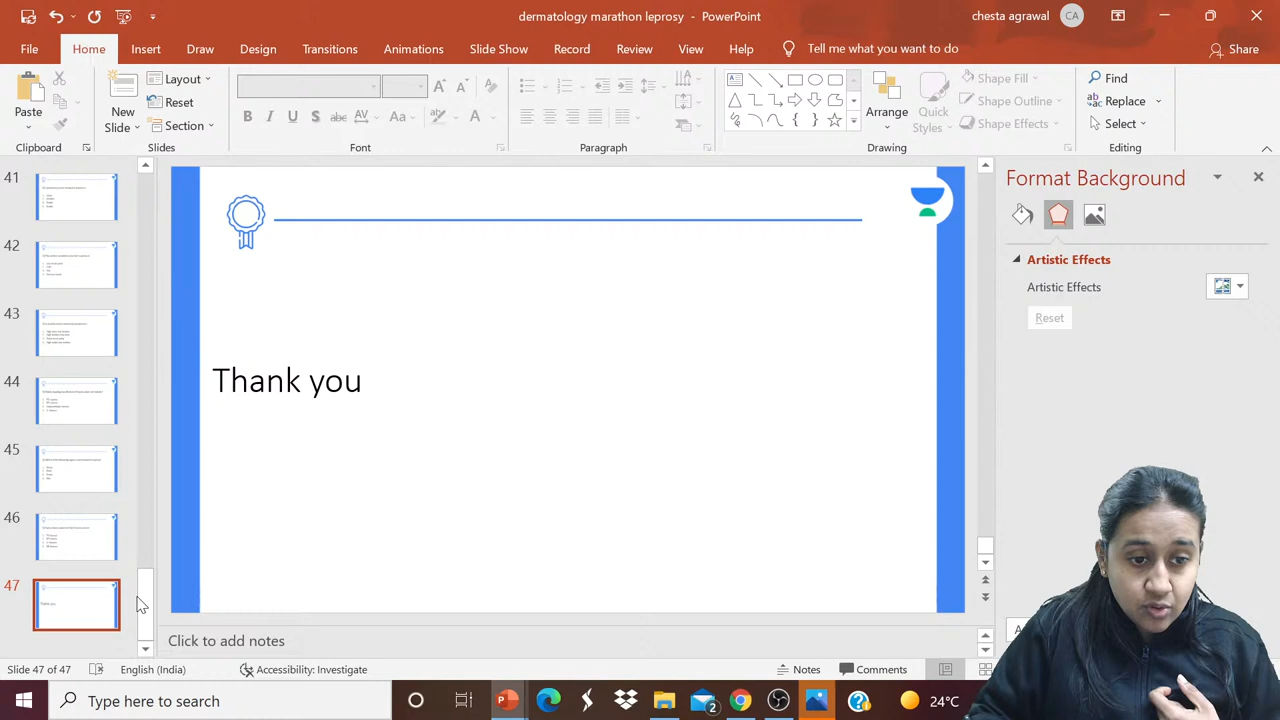 dermatology marathon leprosy - PowerPoint
chesta agrawal
CA
File
Home
Insert
Draw
Design
Transitions
Animations
Slide Show
Record
Review
View
Help
Tell me what you want to do
Share
Paste
Clipboard
New
Slide
Layout
Reset
Section
Slides
B I U S abc AV Aa A
Font
Paragraph
Arrange
Quick
Styles
Shape Fill
Shape Outline
Shape Effects
Drawing
Find
Replace
Select
Editing
41
42
43
44
45
46
47
Thank you
Format Background
Artistic Effects
Artistic Effects
Reset
Click to add notes
Slide 47 of 47
English (India)
Accessibility: Investigate
Notes
Comments
Type here to search
2
24°C